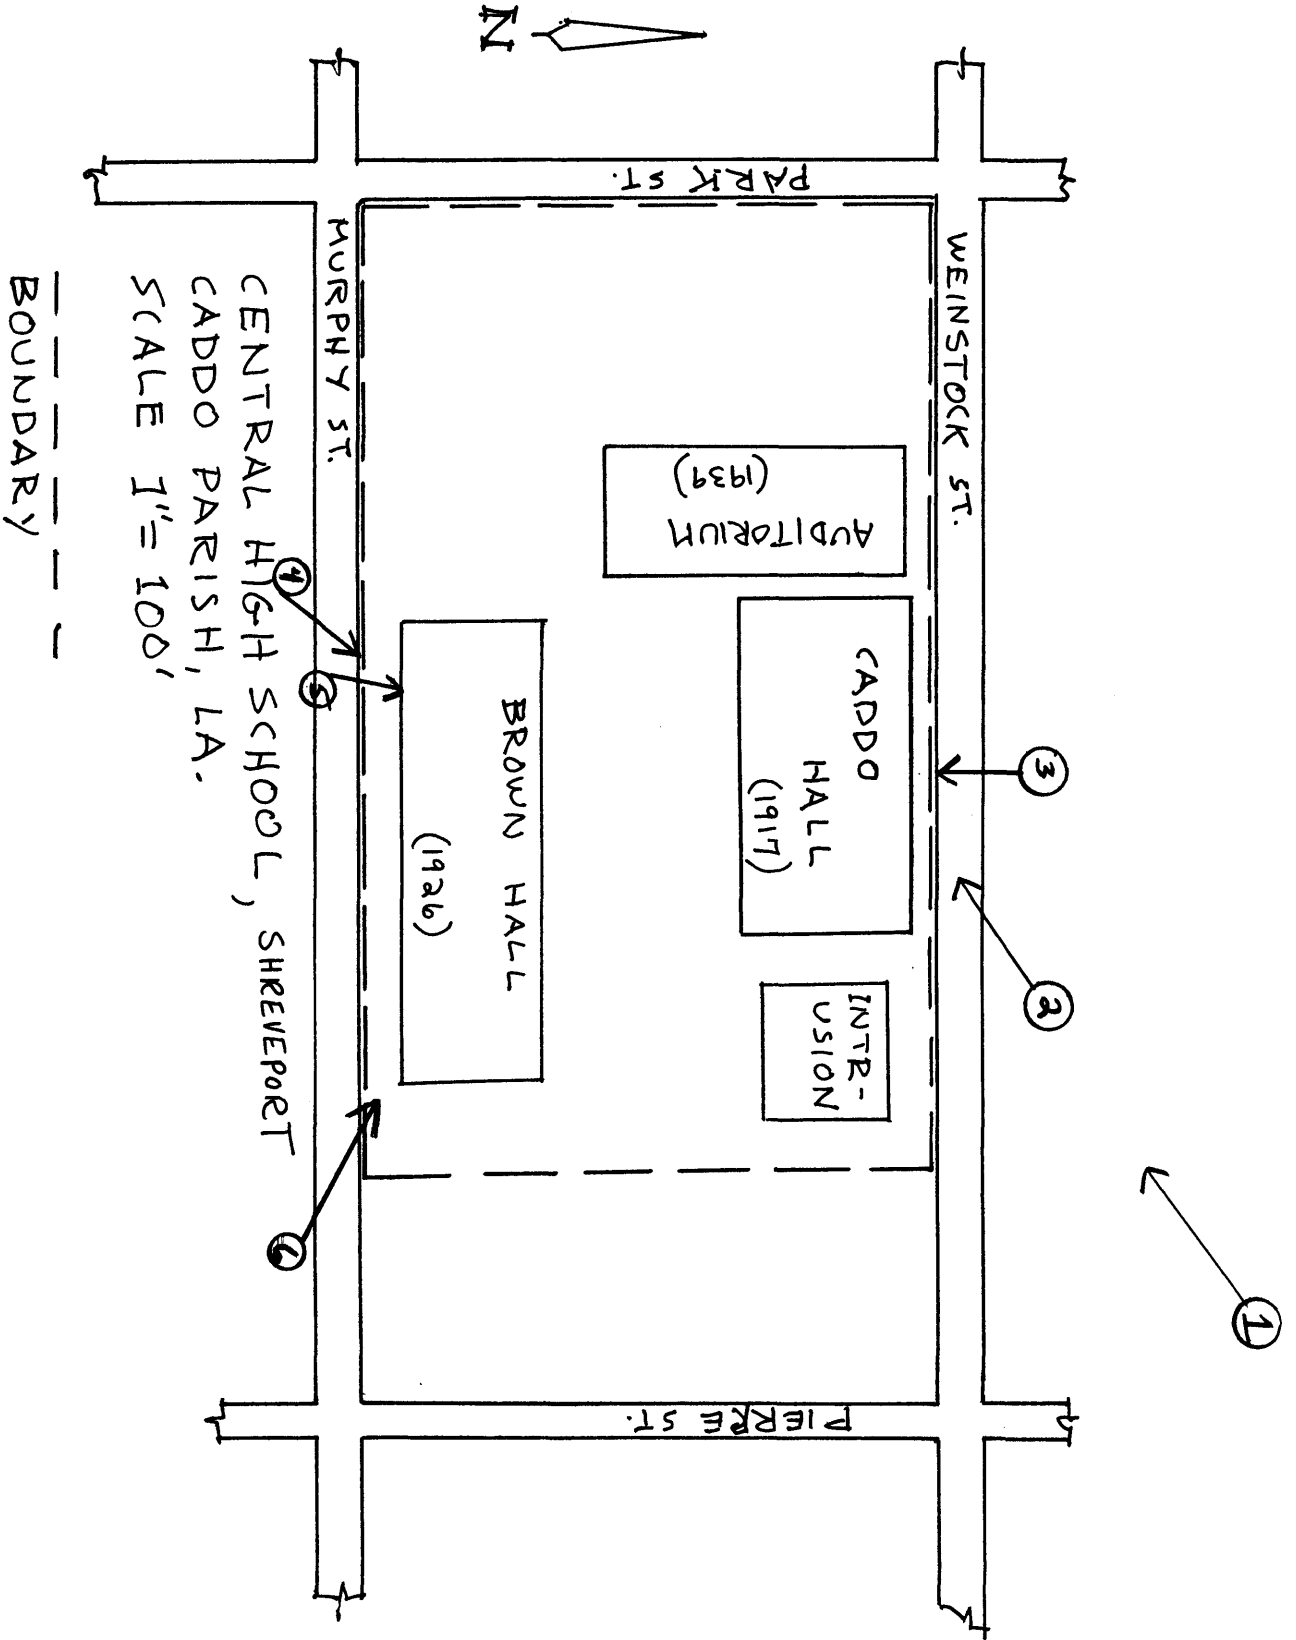 N
PARK ST.
WEINSTOCK ST.
MURPHY ST.
AUDITORIUM
(1939)
CADDO
HALL
(1917)
BROWN HALL
(1926)
INTR-
USION
PIERRE ST.
1
2
3
4
5
6
CENTRAL HIGH SCHOOL, SHREVEPORT
CADDO PARISH, LA.
SCALE 1"= 100'
BOUNDARY